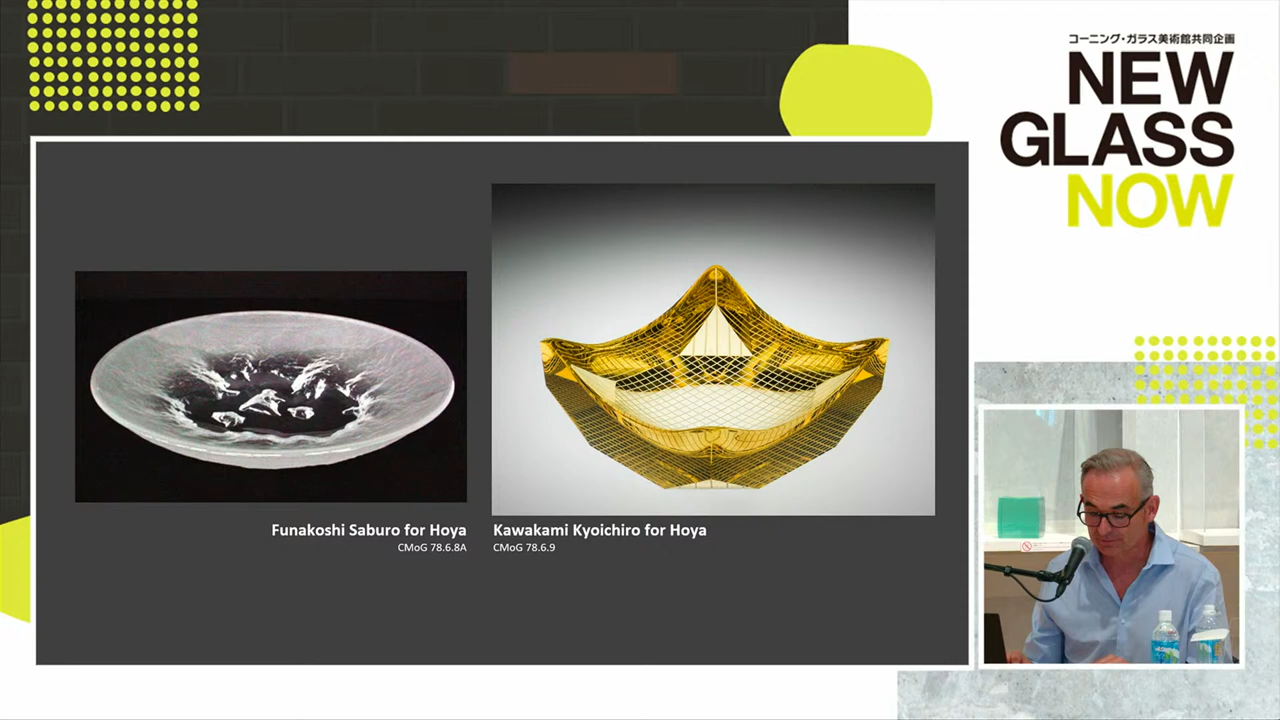 コーニング・ガラス美術館共同企画
NEW
GLASS
NOW
Funakoshi Saburo for Hoya
CMoG 78.6.8A
Kawakami Kyoichiro for Hoya
CMoG 78.6.9